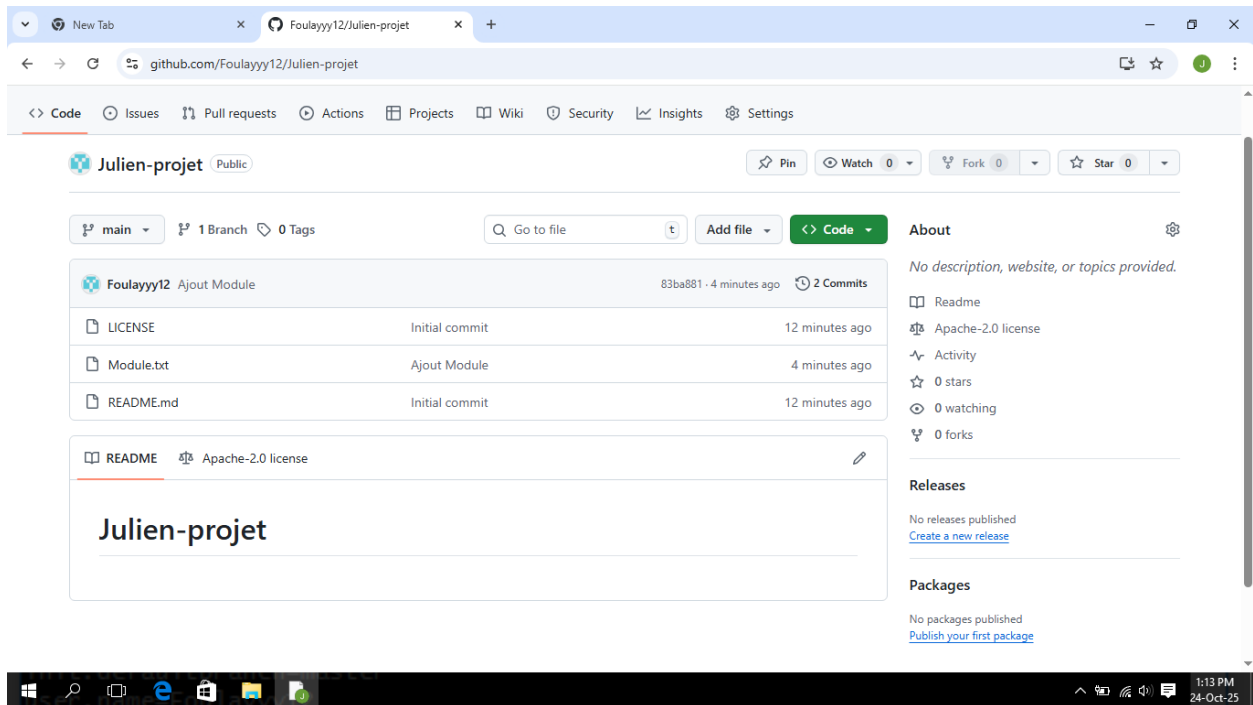 New Tab
Foulayyy12/Julien-projet
github.com/Foulayyy12/Julien-projet
J
Code Issues Pull requests Actions Projects Wiki Security Insights Settings
Julien-projet Public
Pin Watch 0 Fork 0 Star 0
main 1 Branch 0 Tags
Go to file t Add file Code
Foulayyy12 Ajout Module 83ba881 · 4 minutes ago 2 Commits
LICENSE Initial commit 12 minutes ago
Module.txt Ajout Module 4 minutes ago
README.md Initial commit 12 minutes ago
README Apache-2.0 license
Julien-projet
About
No description, website, or topics provided.
Readme
Apache-2.0 license
Activity
0 stars
0 watching
0 forks
Releases
No releases published
Create a new release
Packages
No packages published
Publish your first package
J
1:13 PM
24-Oct-25